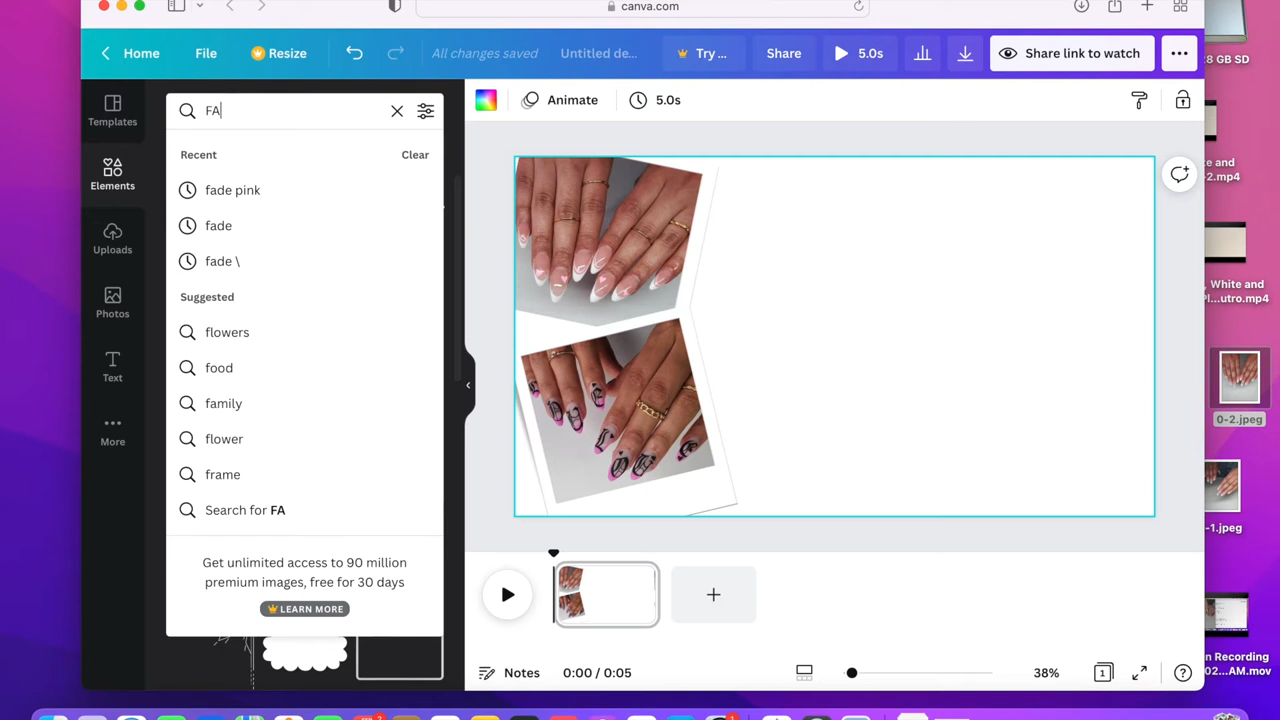 canva.com
Home
File
Resize
All changes saved
Untitled de...
Try ...
Share
5.0s
Share link to watch
Templates
Elements
Uploads
Photos
Text
More
FA
Recent
Clear
fade pink
fade
fade \
Suggested
flowers
food
family
flower
frame
Search for FA
Get unlimited access to 90 million
premium images, free for 30 days
LEARN MORE
Animate
5.0s
Notes
0:00 / 0:05
38%
1
8 GB SD
te and
-2.mp4
, White and
Pl...utro.mp4
0-2.jpeg
-1.jpeg
in Recording
02...AM.mov